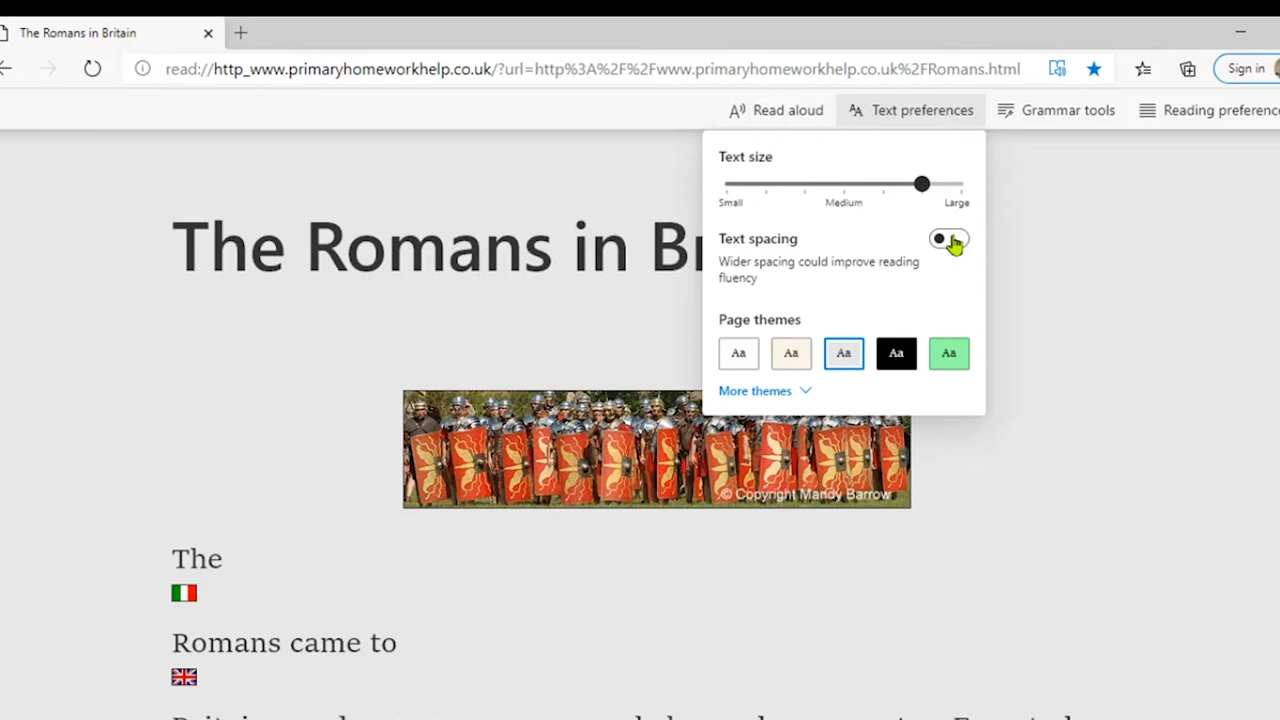 The Romans in Britain
read://http_www.primaryhomeworkhelp.co.uk/?url=http%3A%2F%2Fwww.primaryhomeworkhelp.co.uk%2FRomans.html
Sign in
Read aloud
Text preferences
Grammar tools
Reading preference
Text size
Small
Medium
Large
Text spacing
Wider spacing could improve reading
fluency
Page themes
Aa
Aa
Aa
Aa
Aa
More themes
The Romans in B
© Copyright Mandy Barrow
The
Romans came to